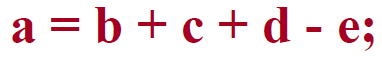 a = b + c + d - e;